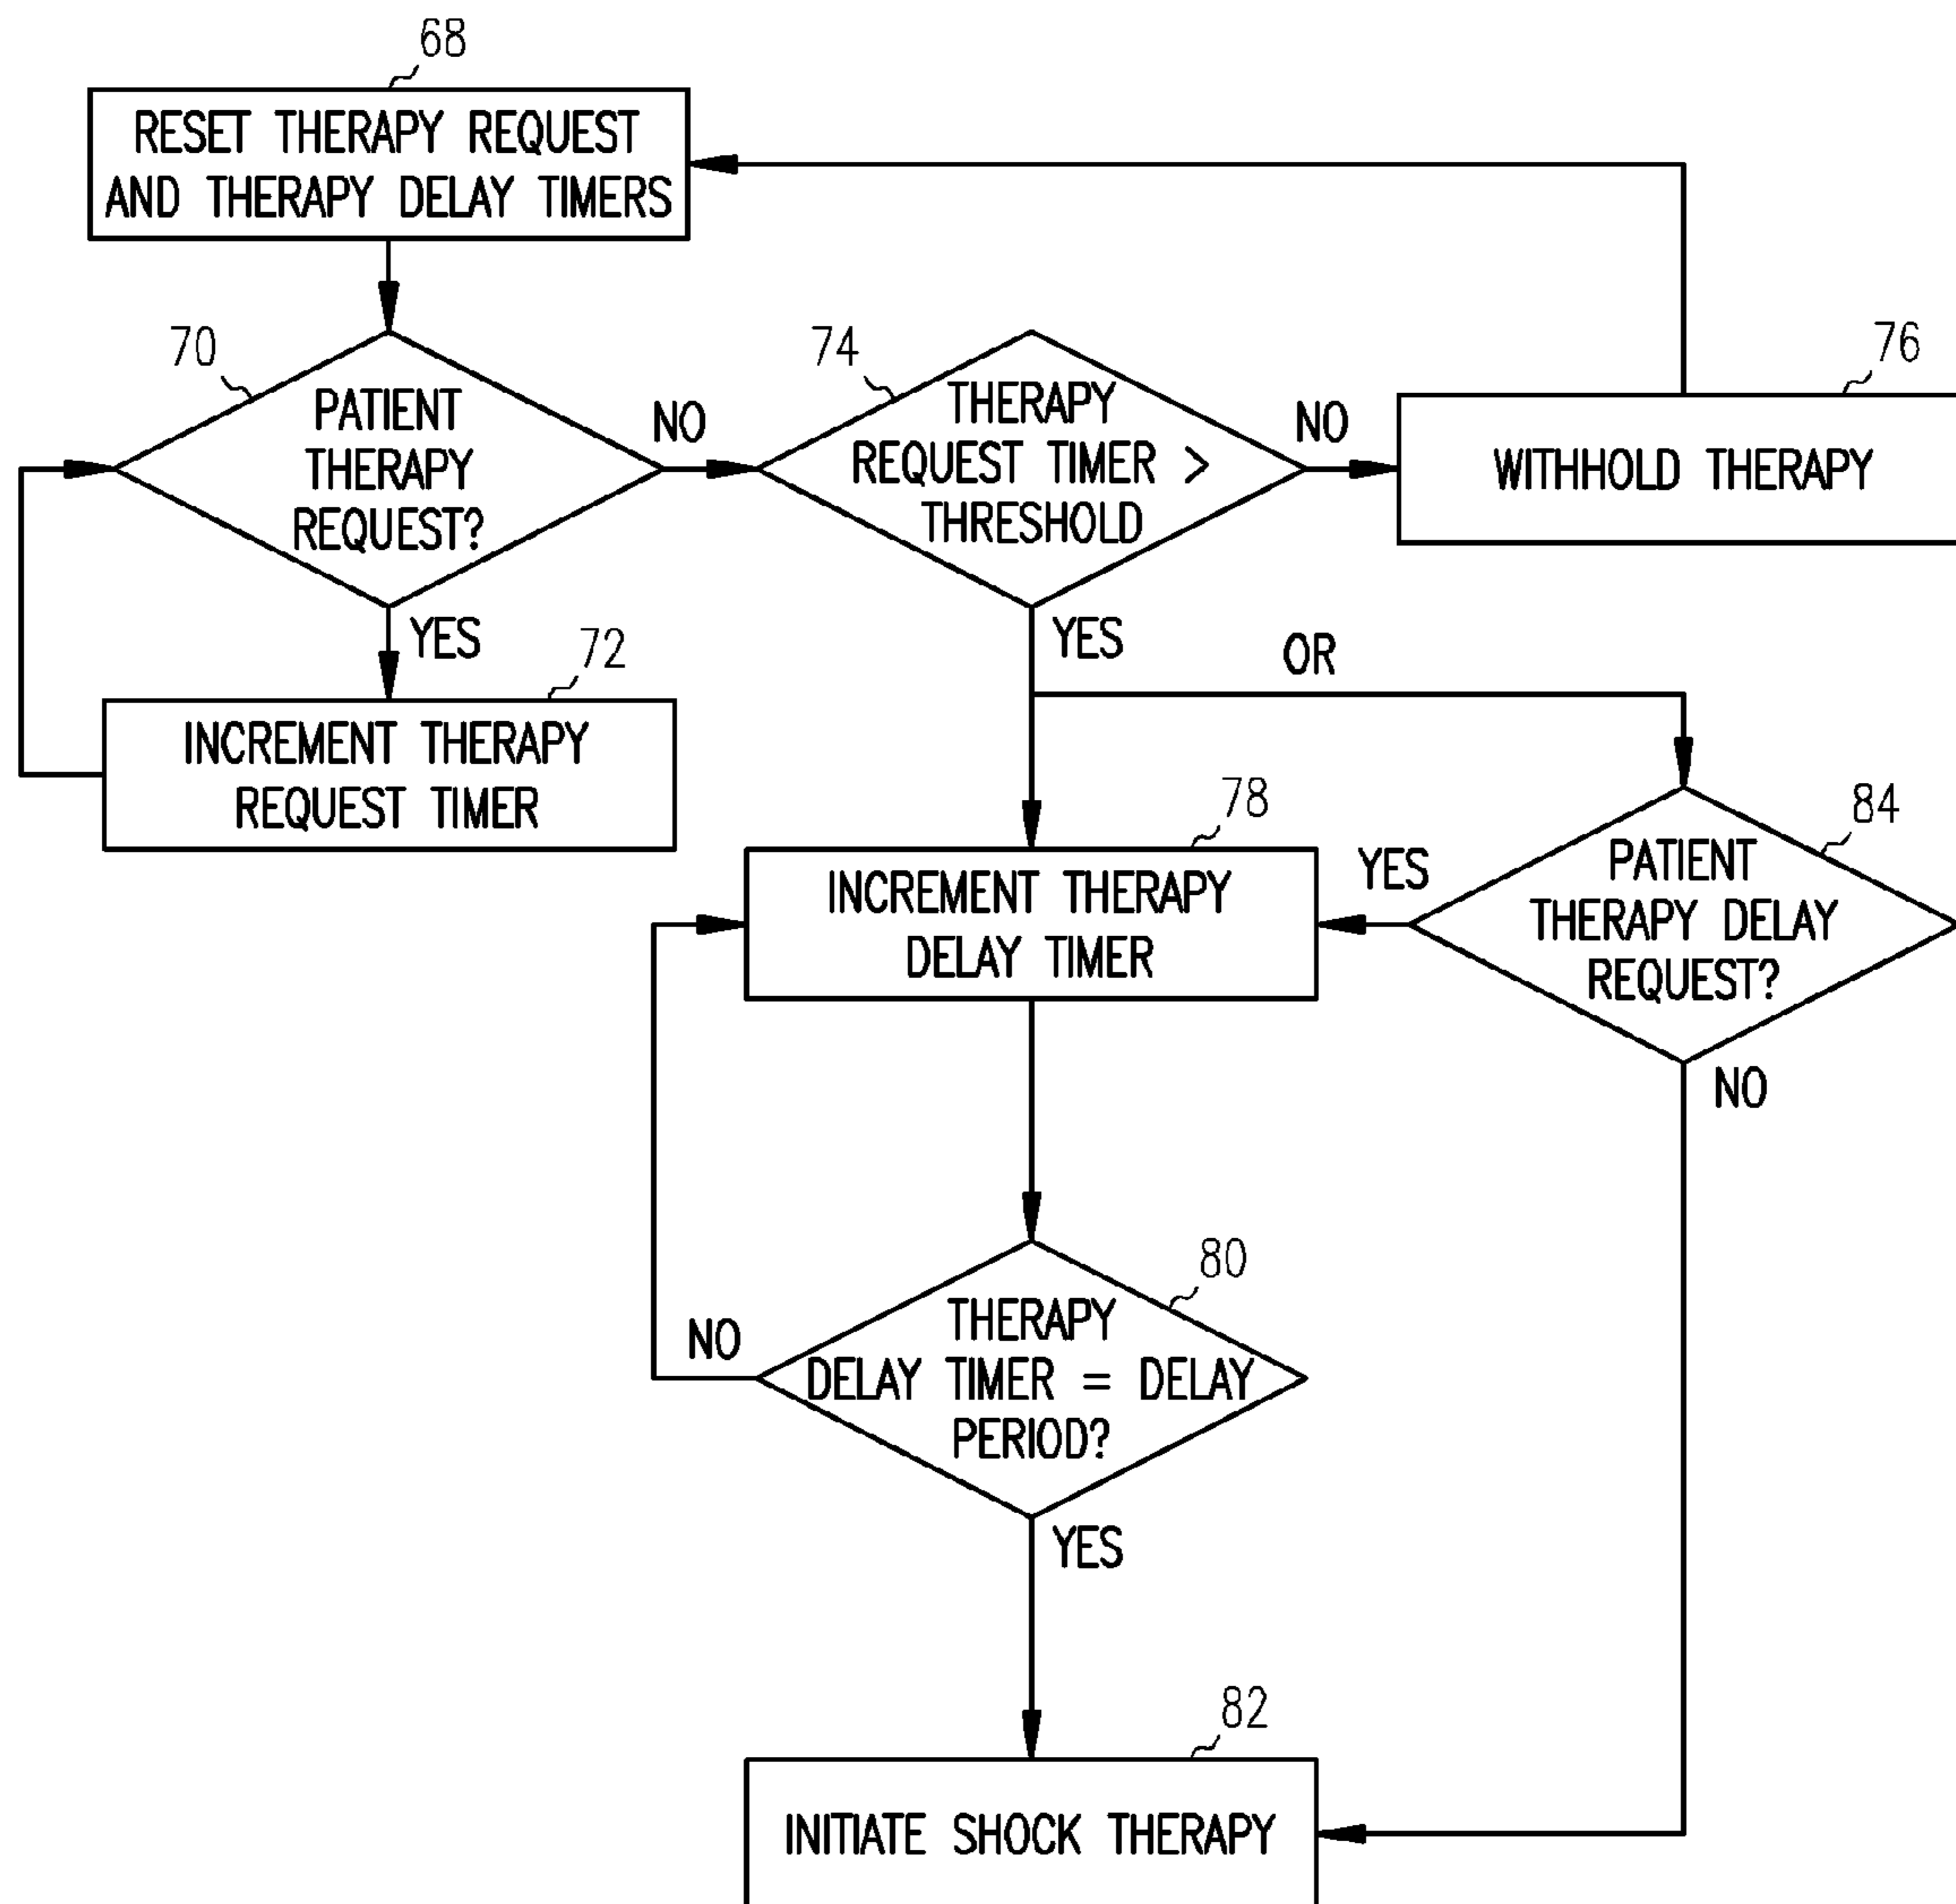 68
RESET THERAPY REQUEST
AND THERAPY DELAY TIMERS
70
PATIENT
THERAPY
REQUEST?
NO
74
THERAPY
REQUEST TIMER >
THRESHOLD
NO
76
WITHHOLD THERAPY
YES
72
INCREMENT THERAPY
REQUEST TIMER
YES
OR
78
INCREMENT THERAPY
DELAY TIMER
YES
84
PATIENT
THERAPY DELAY
REQUEST?
NO
80
THERAPY
DELAY TIMER = DELAY
PERIOD?
NO
YES
82
INITIATE SHOCK THERAPY